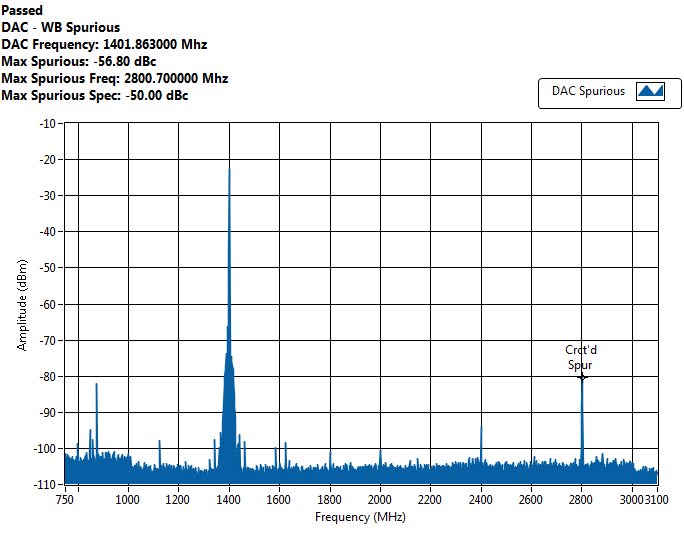 Passed
DAC - WB Spurious
DAC Frequency: 1401.863000 Mhz
Max Spurious: -56.80 dBc
Max Spurious Freq: 2800.700000 Mhz
Max Spurious Spec: -50.00 dBc
DAC Spurious
-10
-20
-30
-40
-50
-60
-70
-80
-90
-100
-110
Amplitude (dBm)
Crct'd
Spur
750 1000 1200 1400 1600 1800 2000 2200 2400 2600 2800 3000 3100
Frequency (MHz)